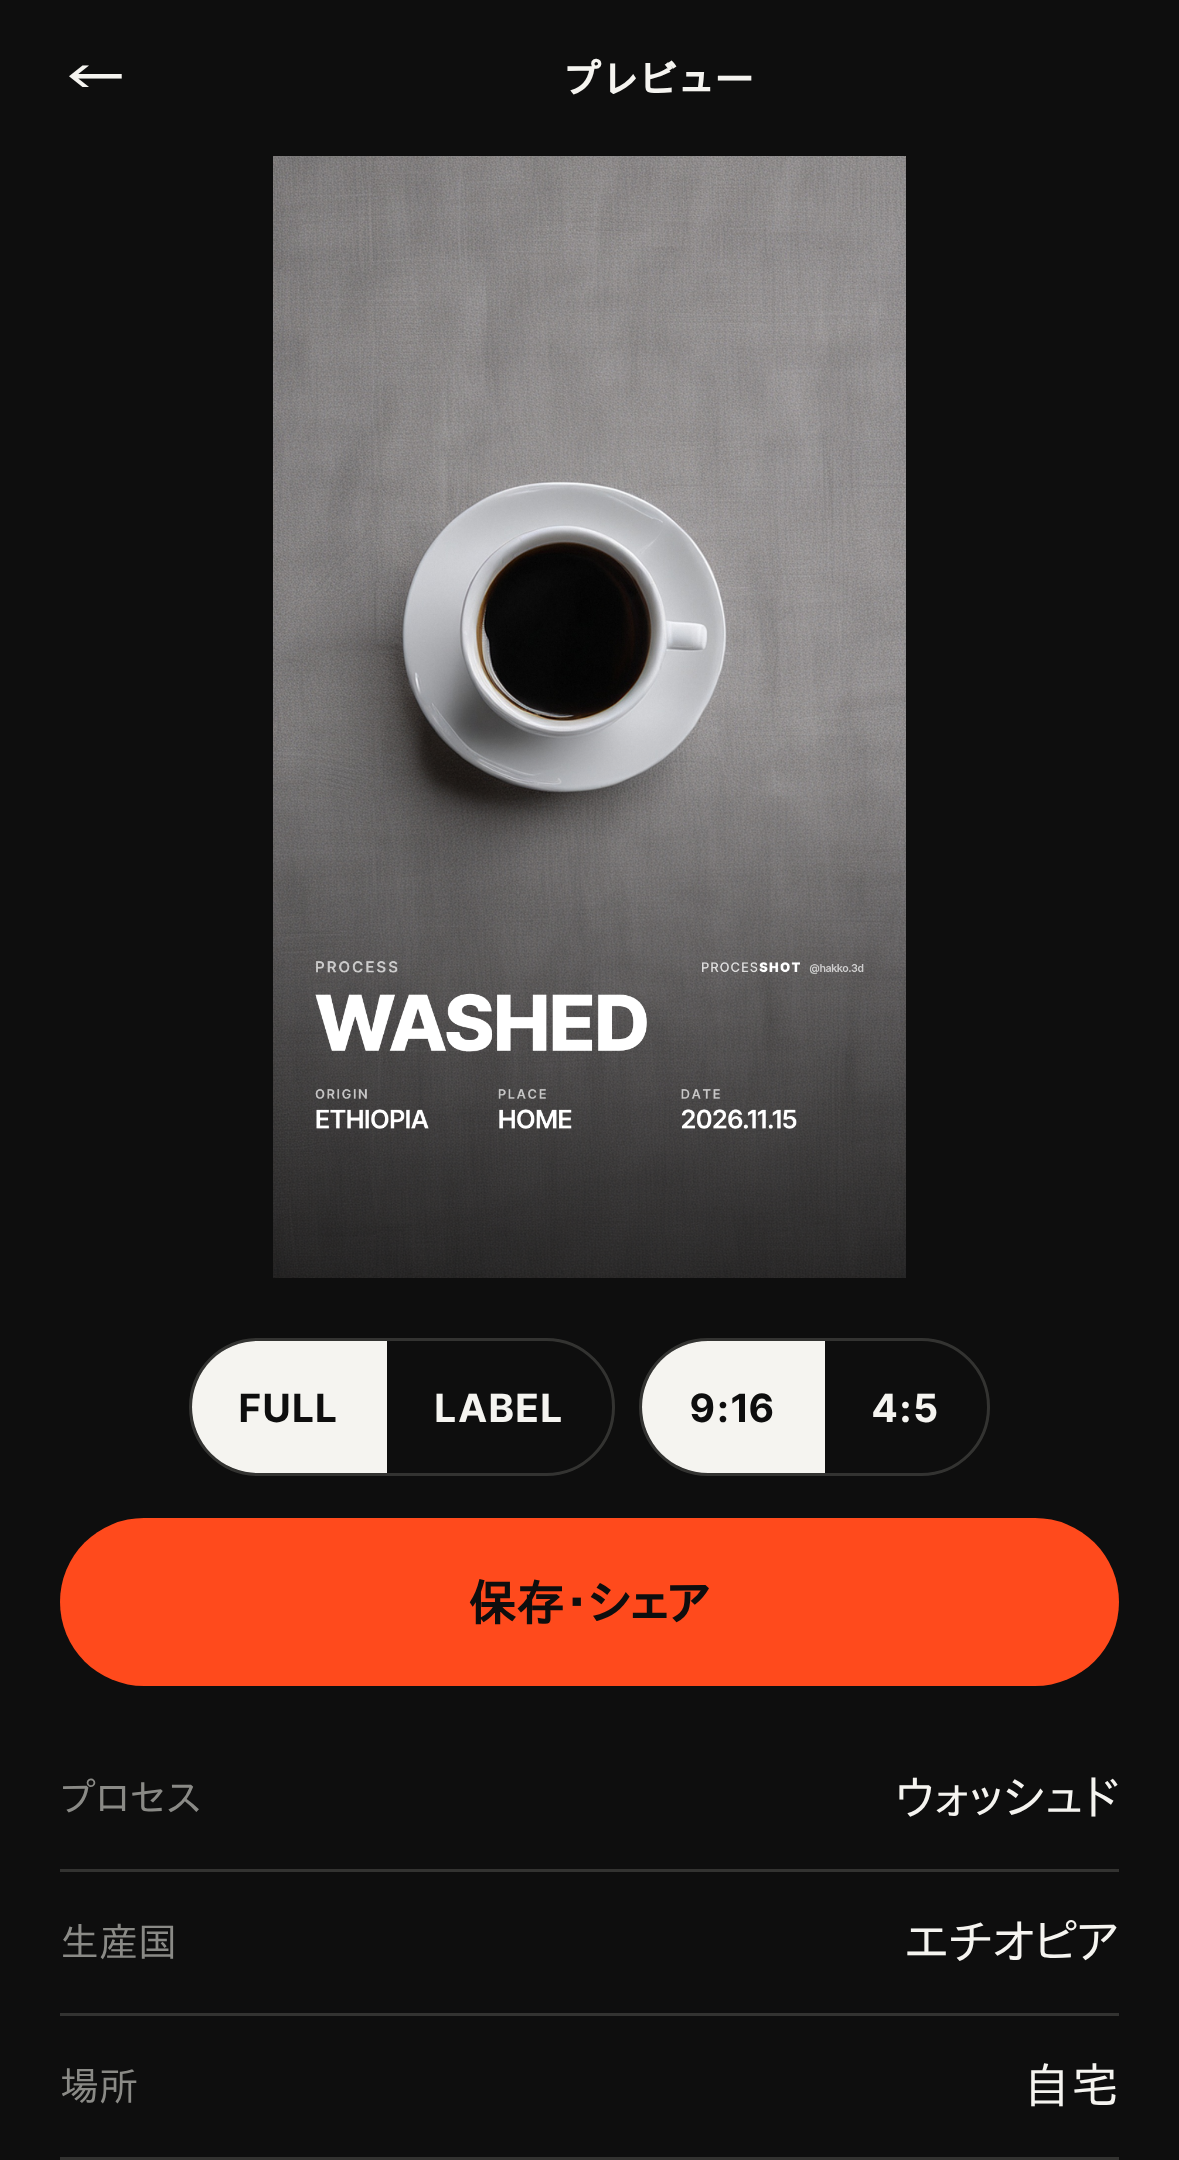 プレビュー
PROCESS
PROCESSHOT @hakko.3d
WASHED
ORIGIN PLACE DATE
ETHIOPIA HOME 2026.11.15
FULL LABEL 9:16 4:5
保存・シェア
プロセス ウォッシュド
生産国 エチオピア
場所 自宅